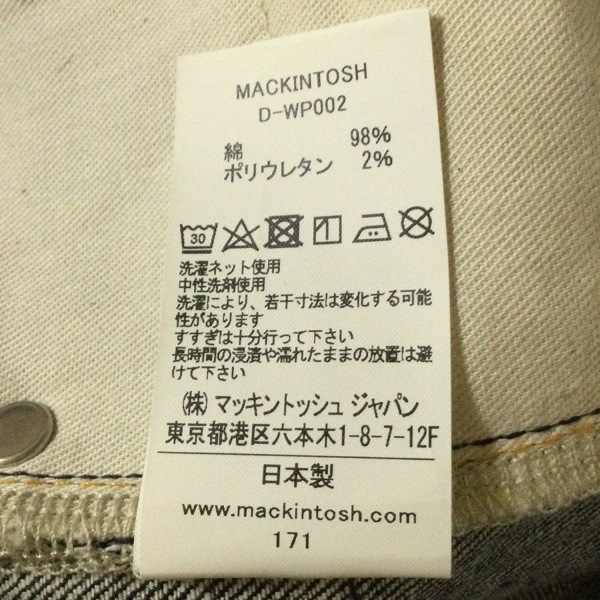 MACKINTOSH
D-WP002
綿 98%
ポリウレタン 2%
30
洗濯ネット使用
中性洗剤使用
洗濯により、若干寸法は変化する可能
性があります
すすぎは十分行って下さい
長時間の浸漬や濡れたままの放置は避
けて下さい
㈱ マッキントッシュ ジャパン
東京都港区六本木1-8-7-12F
日本製
www.mackintosh.com
171